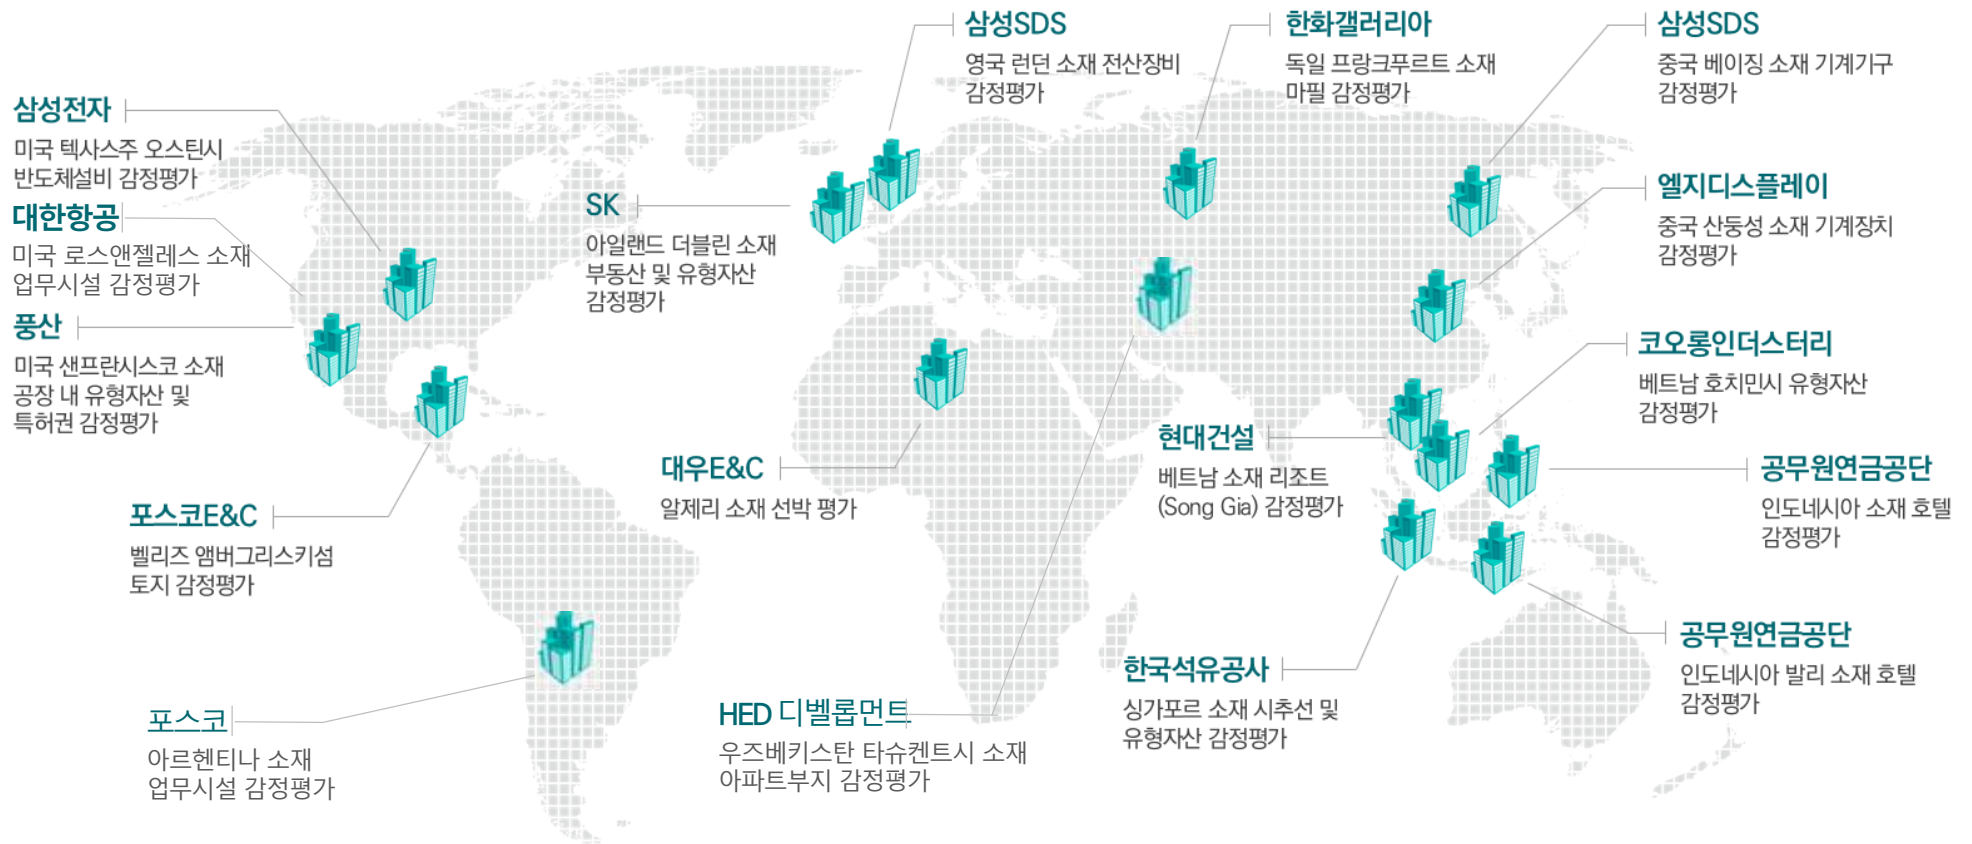 삼성전자
미국 텍사스주 오스틴시
반도체설비 감정평가
대한항공
미국 로스앤젤레스 소재
업무시설 감정평가
풍산
미국 샌프란시스코 소재
공장 내 유형자산 및
특허권 감정평가
포스코E&C
벨리즈 앰버그리스키섬
토지 감정평가
포스코
아르헨티나 소재
업무시설 감정평가
SK
아일랜드 더블린 소재
부동산 및 유형자산
감정평가
삼성SDS
영국 런던 소재 전산장비
감정평가
대우E&C
알제리 소재 선박 평가
HED 디벨롭먼트
우즈베키스탄 타슈켄트시 소재
아파트부지 감정평가
한화갤러리아
독일 프랑크푸르트 소재
마필 감정평가
삼성SDS
중국 베이징 소재 기계기구
감정평가
엘지디스플레이
중국 산둥성 소재 기계장치
감정평가
코오롱인더스터리
베트남 호치민시 유형자산
감정평가
현대건설
베트남 소재 리조트
(Song Gia) 감정평가
공무원연금공단
인도네시아 소재 호텔
감정평가
공무원연금공단
인도네시아 발리 소재 호텔
감정평가
한국석유공사
싱가포르 소재 시추선 및
유형자산 감정평가